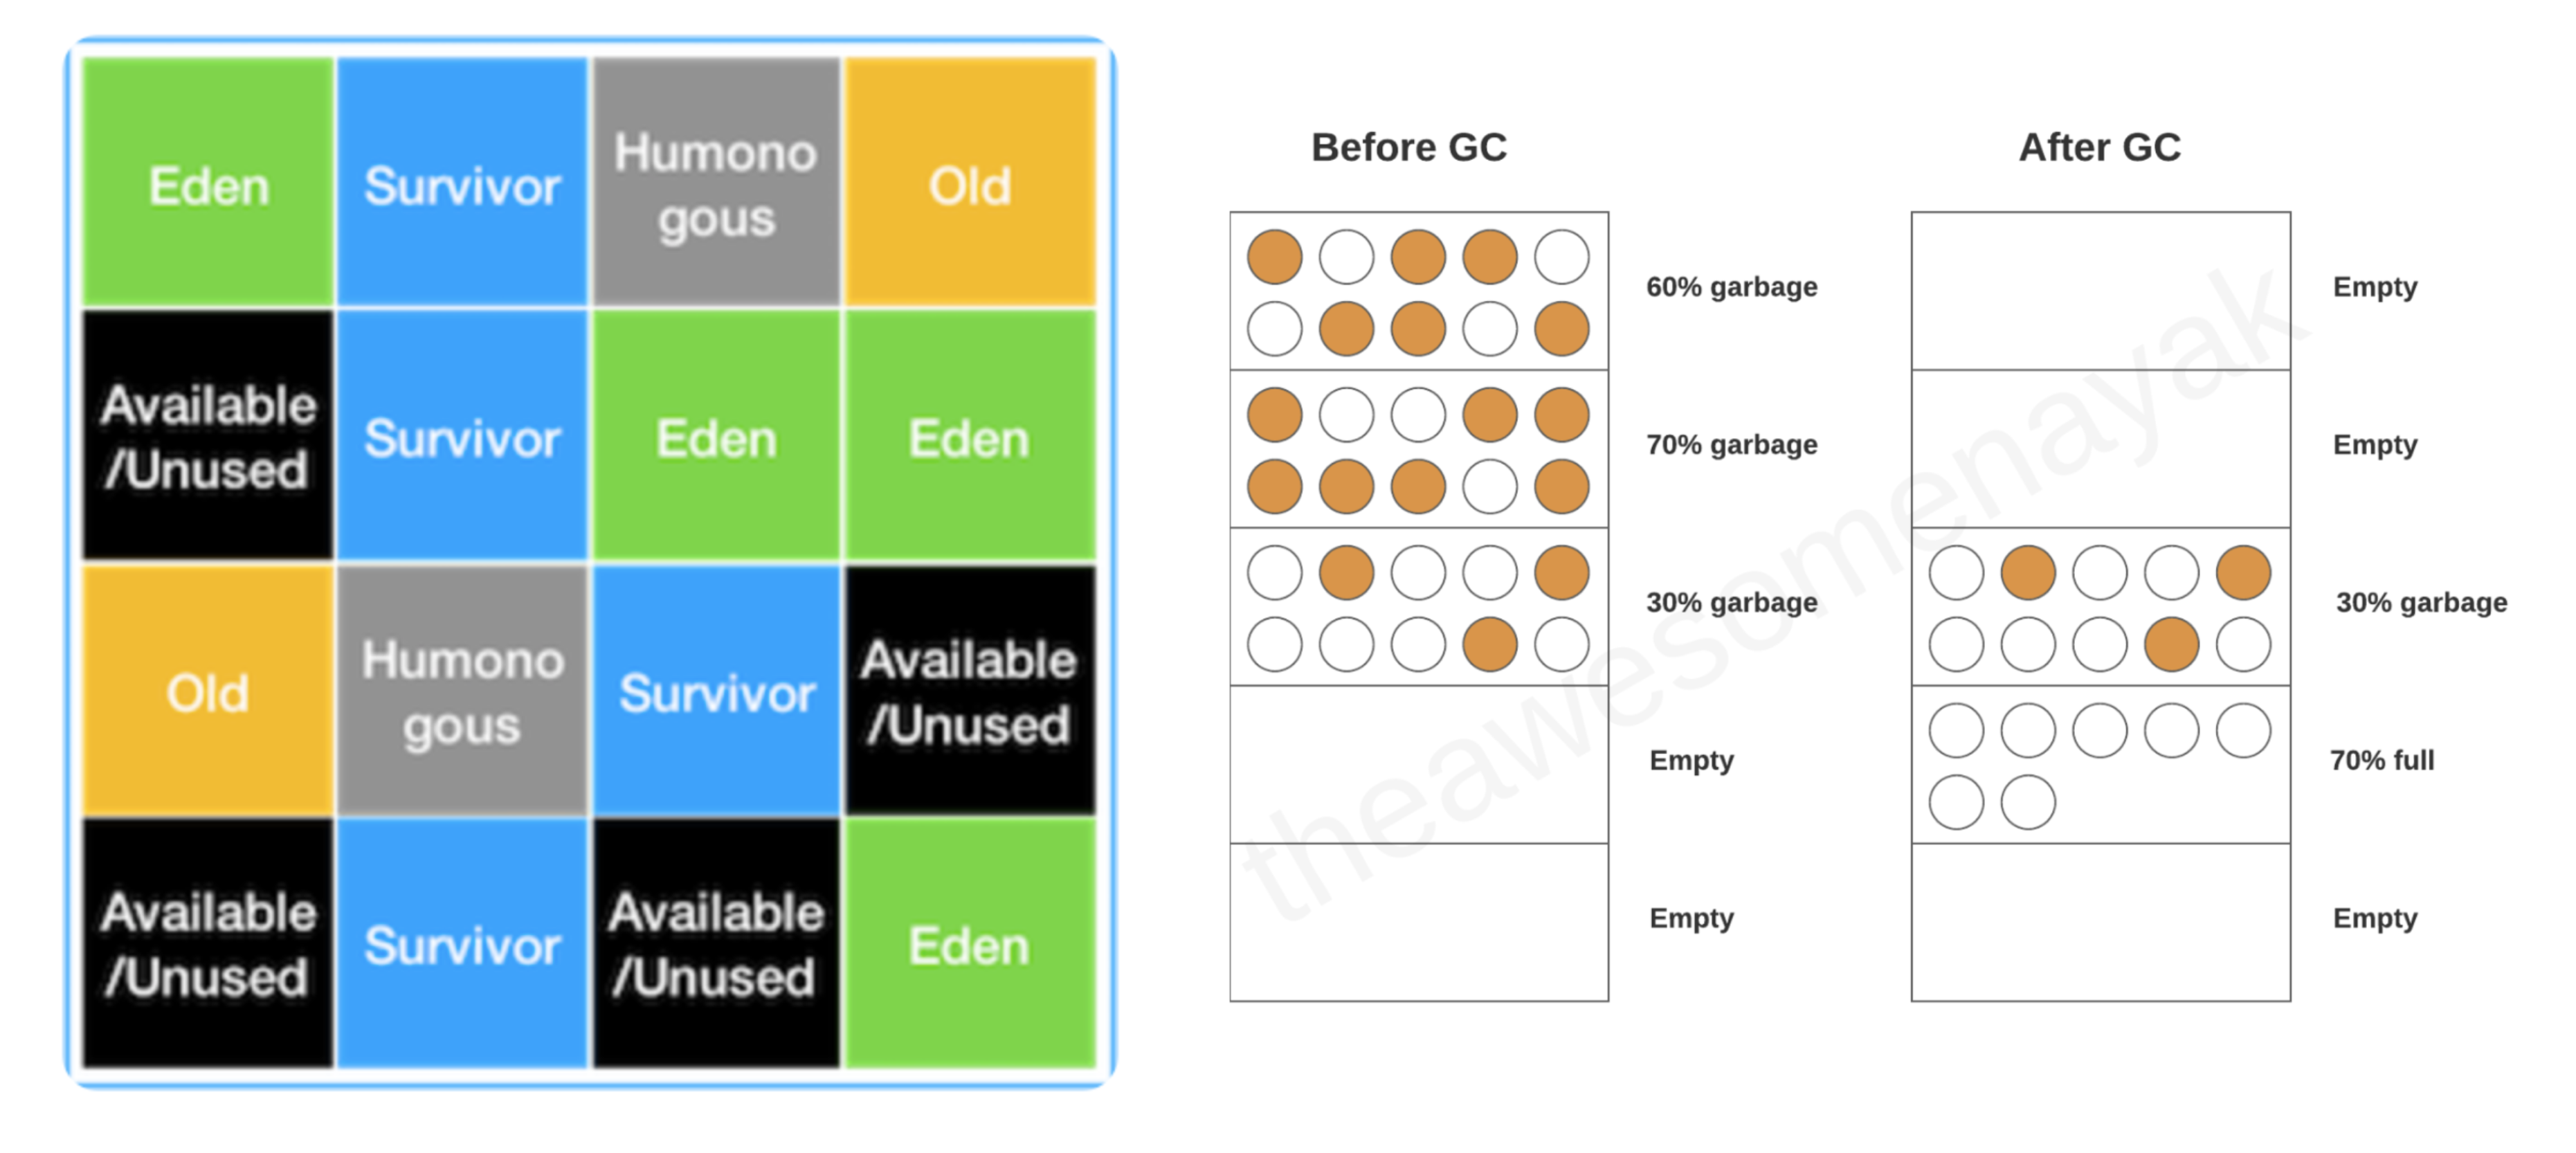 Eden
Survivor
Humono
gous
Old
Available
/Unused
Survivor
Eden
Eden
Old
Humono
gous
Survivor
Available
/Unused
Available
/Unused
Survivor
Available
/Unused
Eden
Before GC
60% garbage
70% garbage
30% garbage
Empty
Empty
After GC
Empty
Empty
30% garbage
70% full
Empty
theawesomenayak